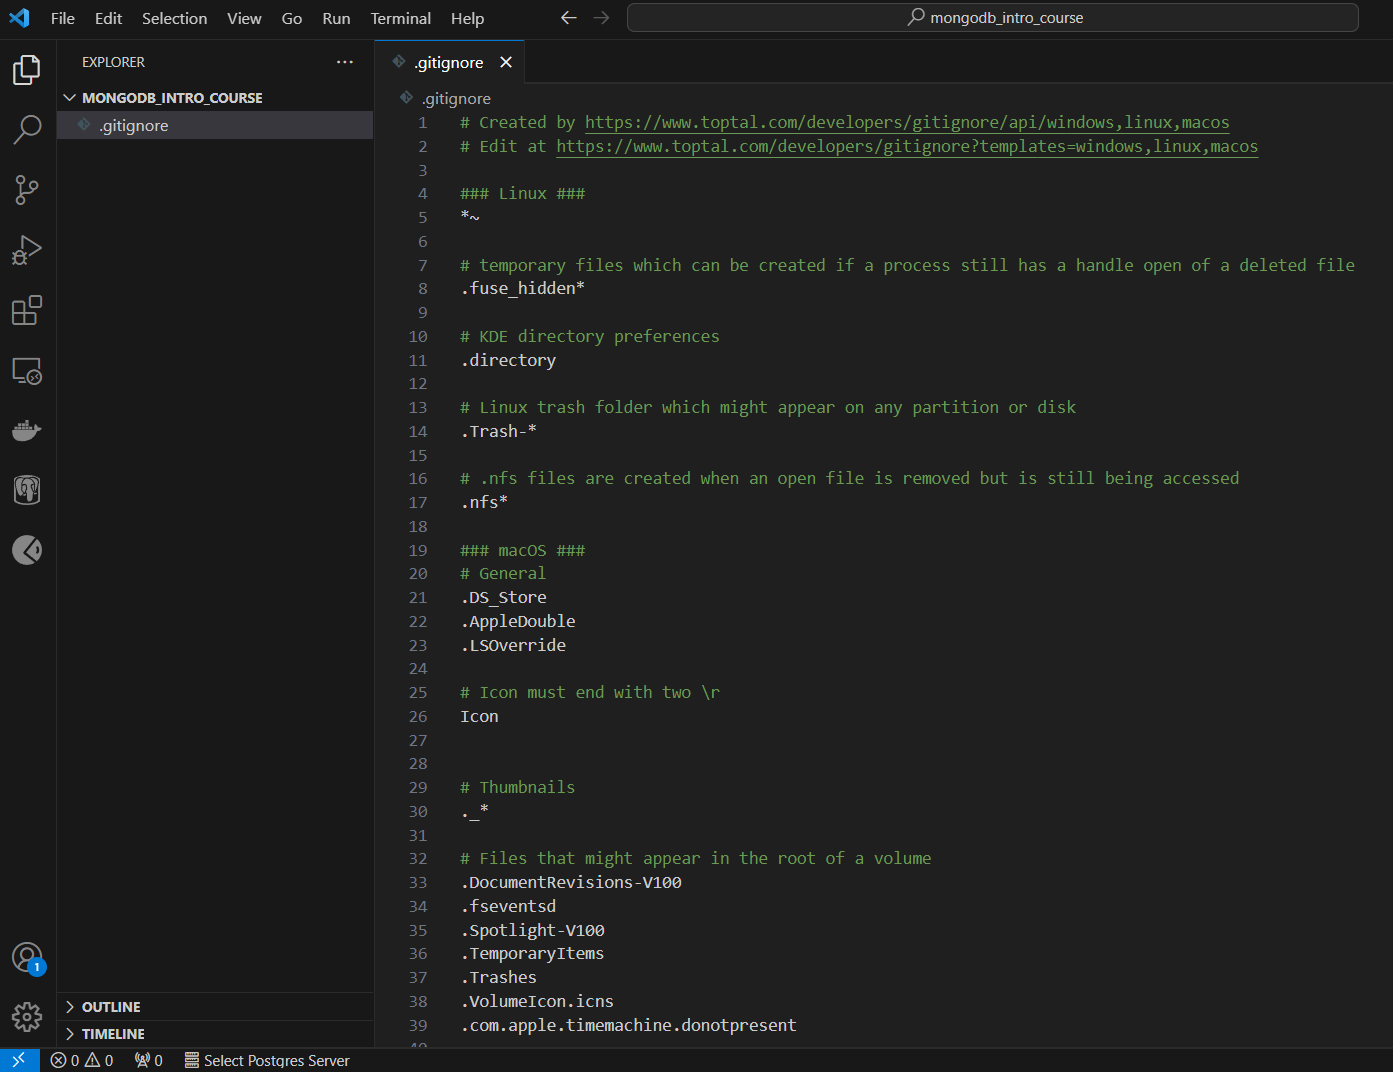 File Edit Selection View Go Run Terminal Help
mongodb_intro_course
EXPLORER
MONGODB_INTRO_COURSE
.gitignore
OUTLINE
TIMELINE
.gitignore
.gitignore
1 # Created by https://www.toptal.com/developers/gitignore/api/windows,linux,macos
2 # Edit at https://www.toptal.com/developers/gitignore?templates=windows,linux,macos
3
4 ### Linux ###
5 *~
6
7 # temporary files which can be created if a process still has a handle open of a deleted file
8 .fuse_hidden*
9
10 # KDE directory preferences
11 .directory
12
13 # Linux trash folder which might appear on any partition or disk
14 .Trash-*
15
16 # .nfs files are created when an open file is removed but is still being accessed
17 .nfs*
18
19 ### macOS ###
20 # General
21 .DS_Store
22 .AppleDouble
23 .LSOverride
24
25 # Icon must end with two \r
26 Icon
27
28
29 # Thumbnails
30 ._*
31
32 # Files that might appear in the root of a volume
33 .DocumentRevisions-V100
34 .fseventsd
35 .Spotlight-V100
36 .TemporaryItems
37 .Trashes
38 .VolumeIcon.icns
39 .com.apple.timemachine.donotpresent
40
1
0 0 0 Select Postgres Server